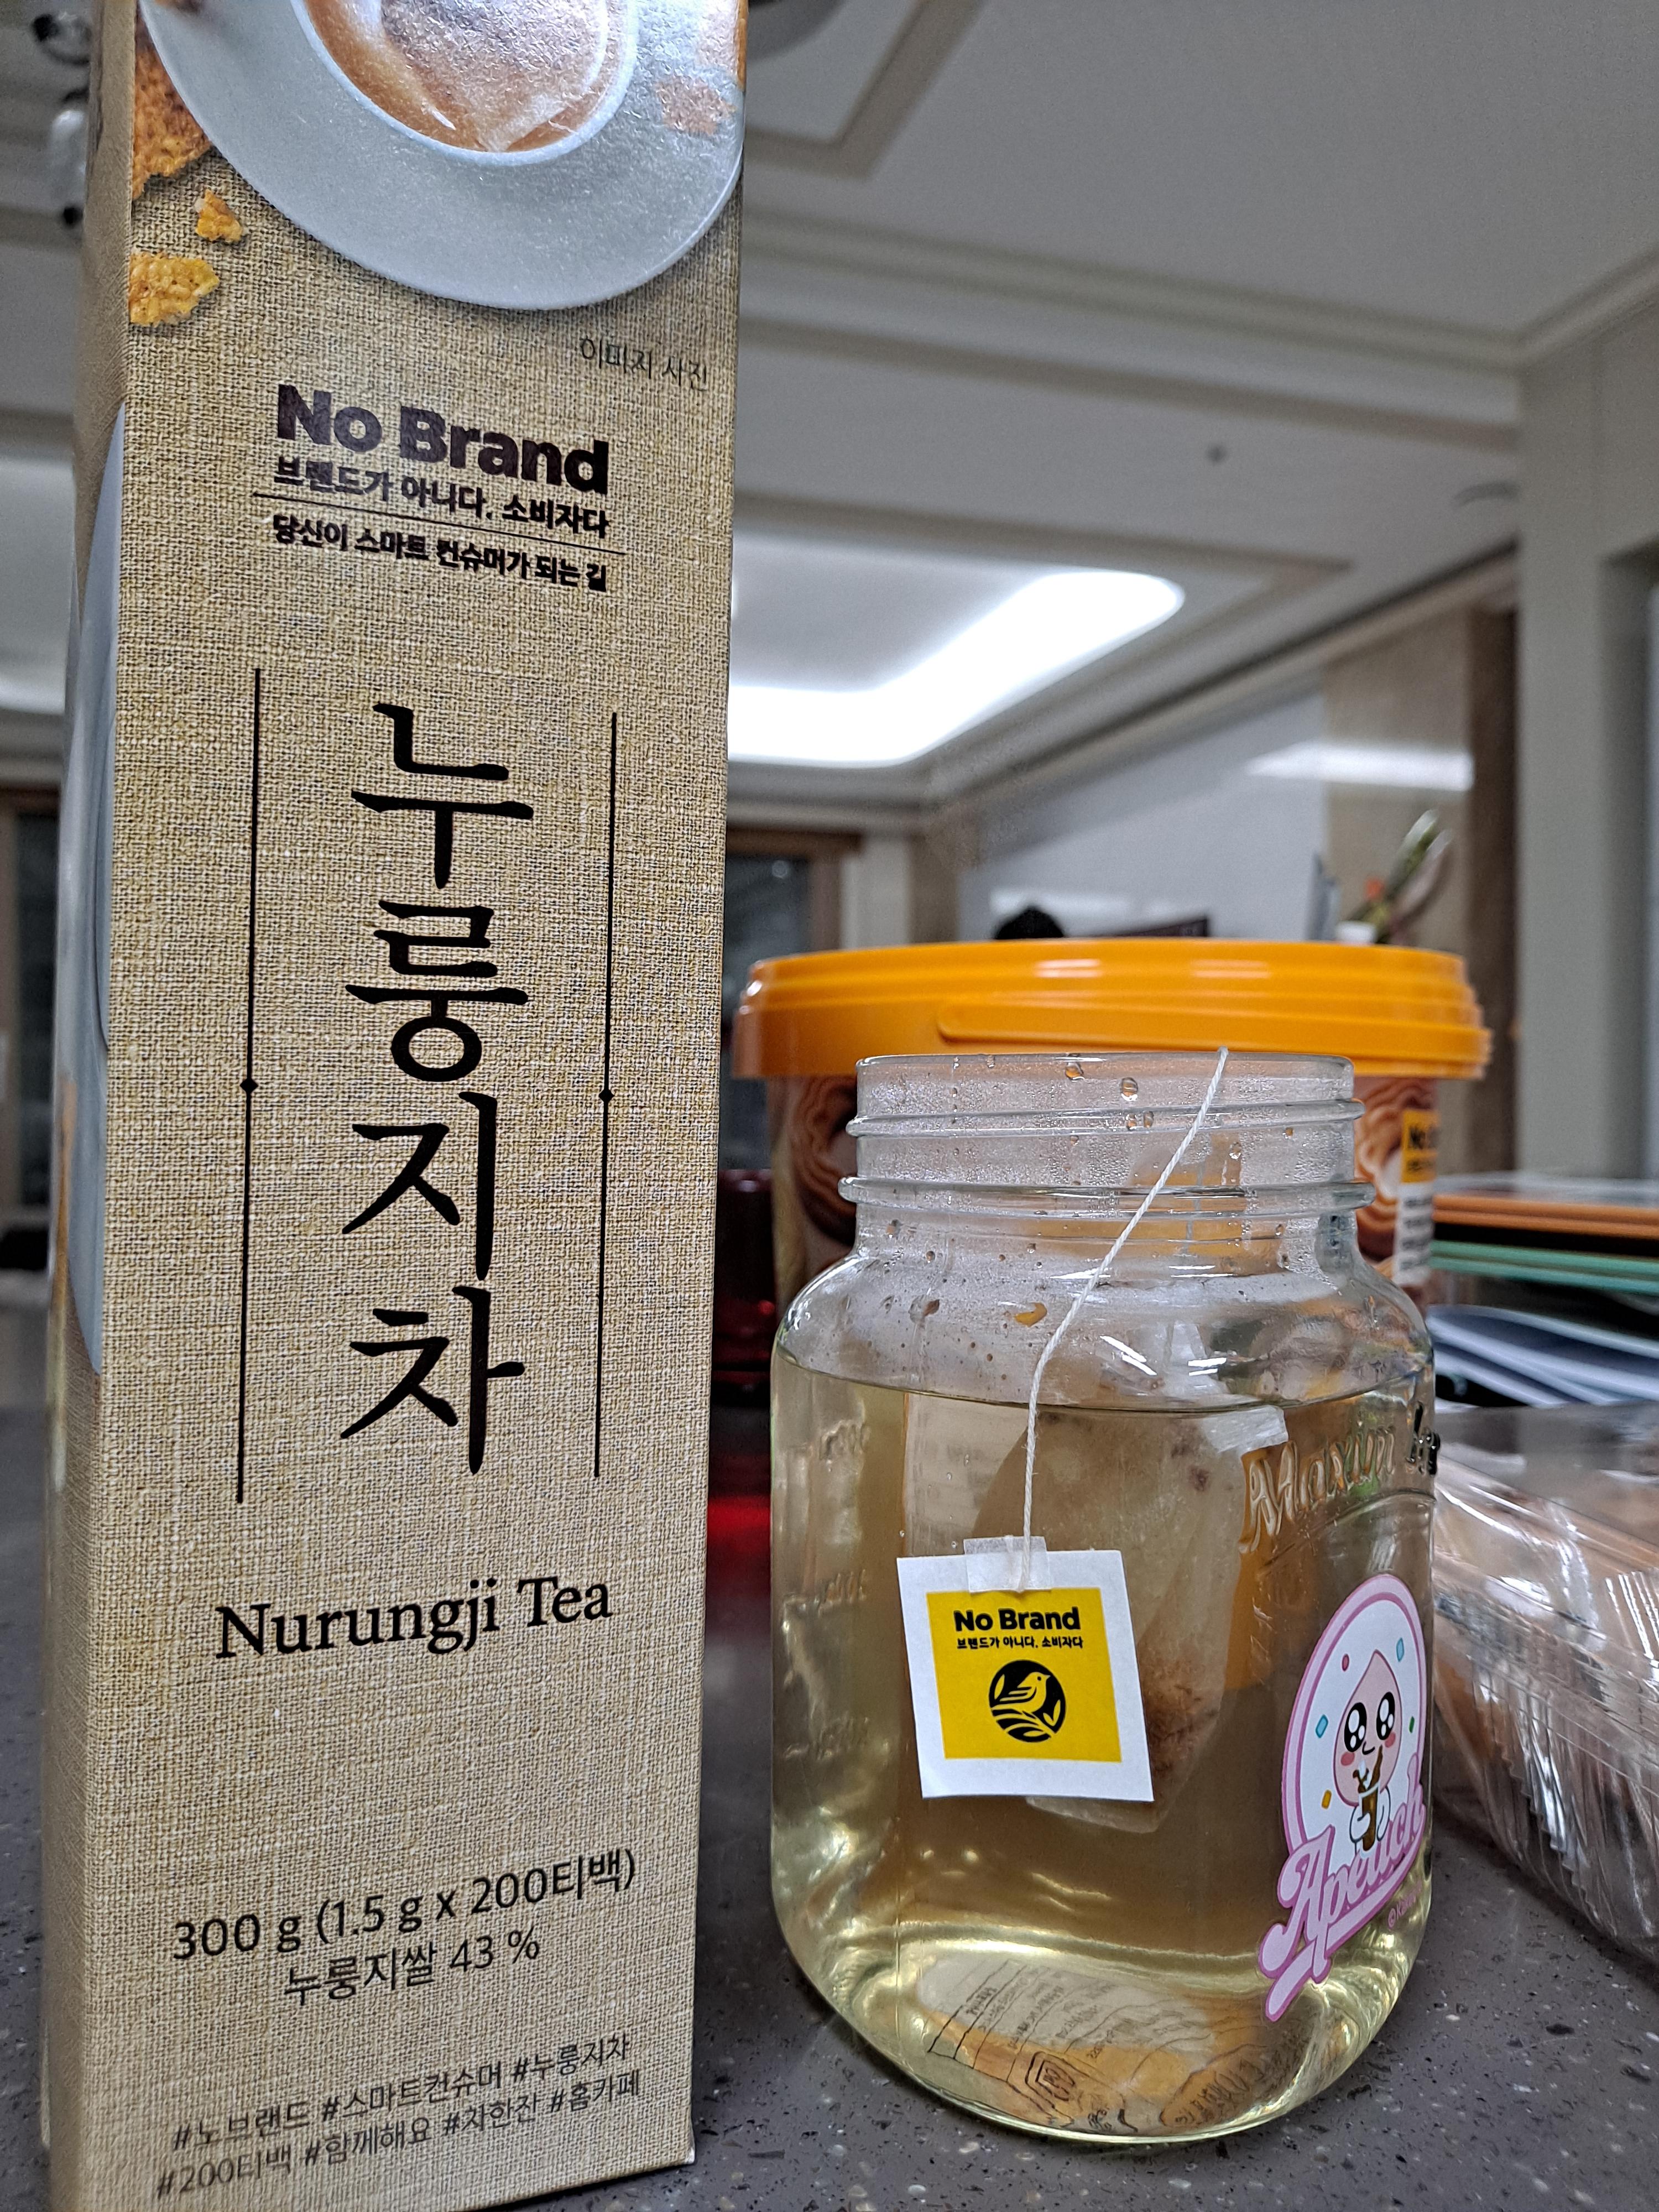 이미지 사진
No Brand
브랜드가 아니다. 소비자다
당신이 스마트 컨슈머가 되는 길
누룽지차
Nurungji Tea
300 g (1.5 g x 200티백)
누룽지쌀 43 %
#노브랜드 #스마트컨슈머 #누룽지차
#200티백 #함께해요 #차한잔 #홈카페
Maxim
No Brand
브랜드가 아니다. 소비자다
Apeach